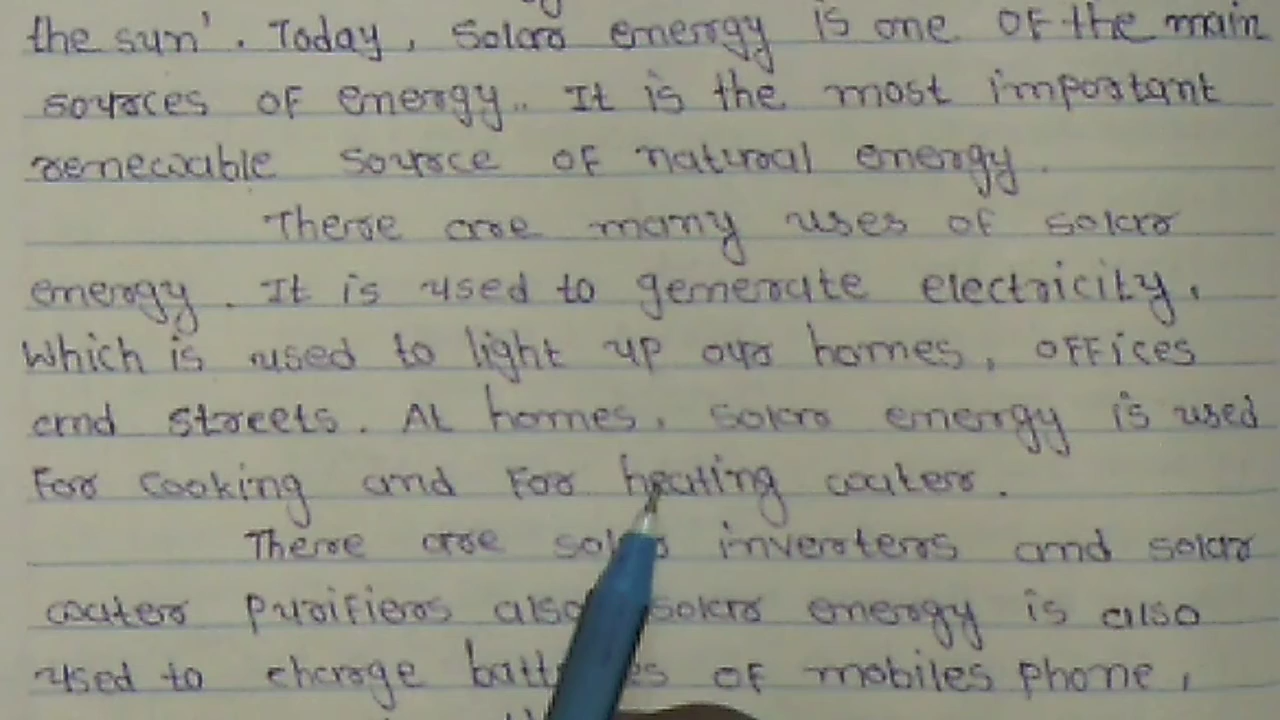 the sun'. Today, Solar energy is one of the main
sources of energy. It is the most important
renewable source of natural energy.
There are many uses of solar
energy. It is used to generate electricity,
Which is used to light up our homes, offices
and streets. At homes, solar energy is used
For cooking and for heating water.
There are solar inverters and solar
water purifiers also solar energy is also
used to charge batteries of mobiles phone,